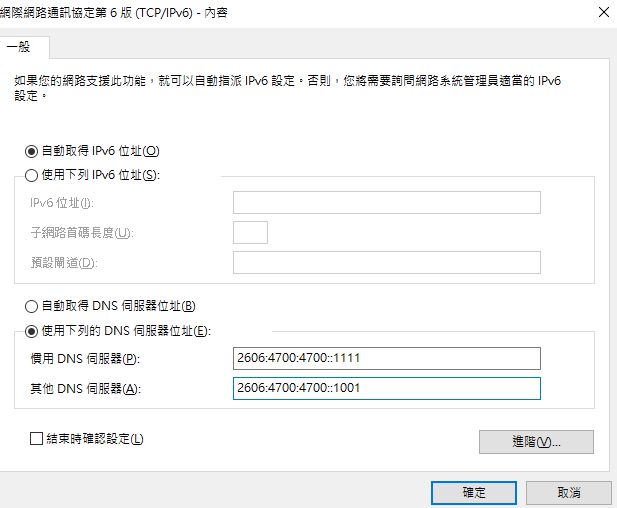 網際網路通訊協定第 6 版 (TCP/IPv6) - 內容
一般
如果您的網路支援此功能，就可以自動指派 IPv6 設定。否則，您將需要詢問網路系統管理員適當的 IPv6
設定。
自動取得 IPv6 位址(O)
使用下列 IPv6 位址(S):
IPv6 位址(I):
子網路首碼長度(U):
預設閘道(D):
自動取得 DNS 伺服器位址(B)
使用下列的 DNS 伺服器位址(E):
慣用 DNS 伺服器(P):
2606:4700:4700::1111
其他 DNS 伺服器(A):
2606:4700:4700::1001
結束時確認設定(L)
進階(V)...
確定
取消